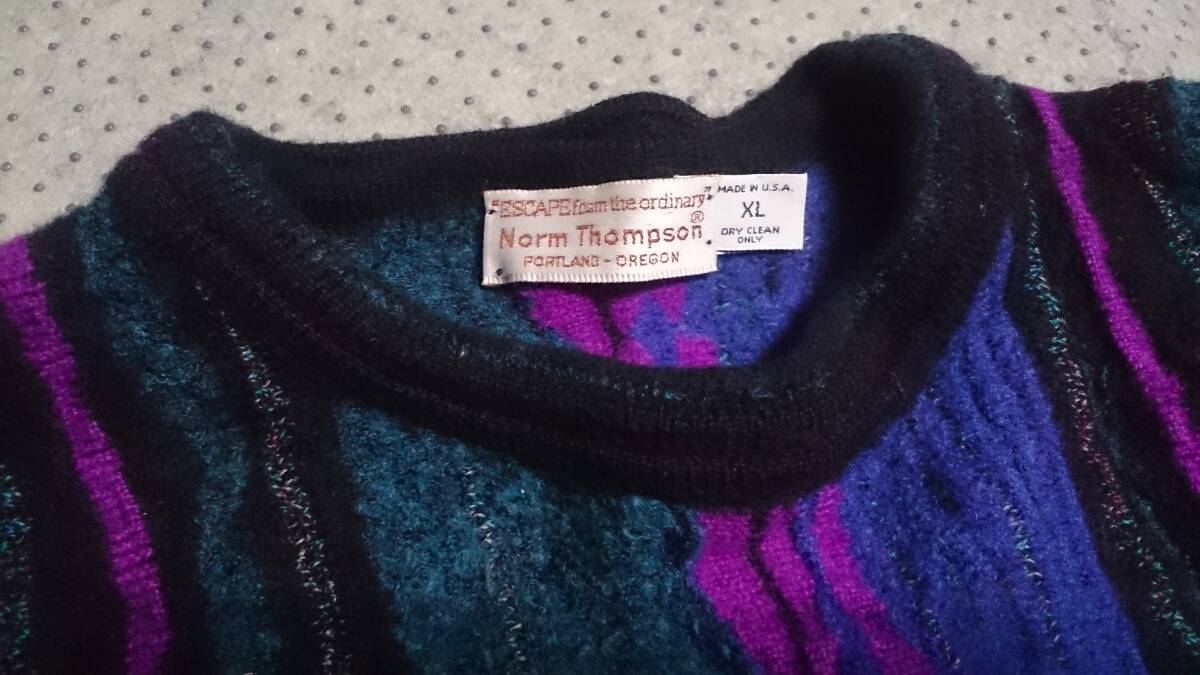 "ESCAPE from the ordinary"®
Norm Thompson
PORTLAND - OREGON
MADE IN U.S.A.
XL
DRY CLEAN
ONLY